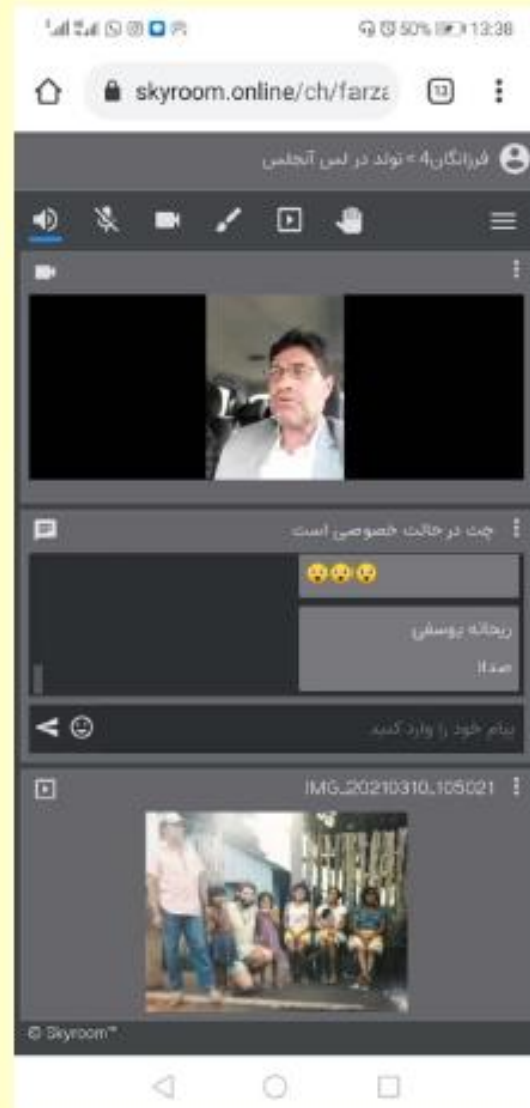 50% 13:38
skyroom.online/ch/farza
13
فرزانگان4 > تولد در لس آنجلس
چت در حالت خصوصی است
😲😲😲
ریحانه یوسفی
صدا!
پیام خود را وارد کنید
IMG_20210310_105021
© Skyroom™